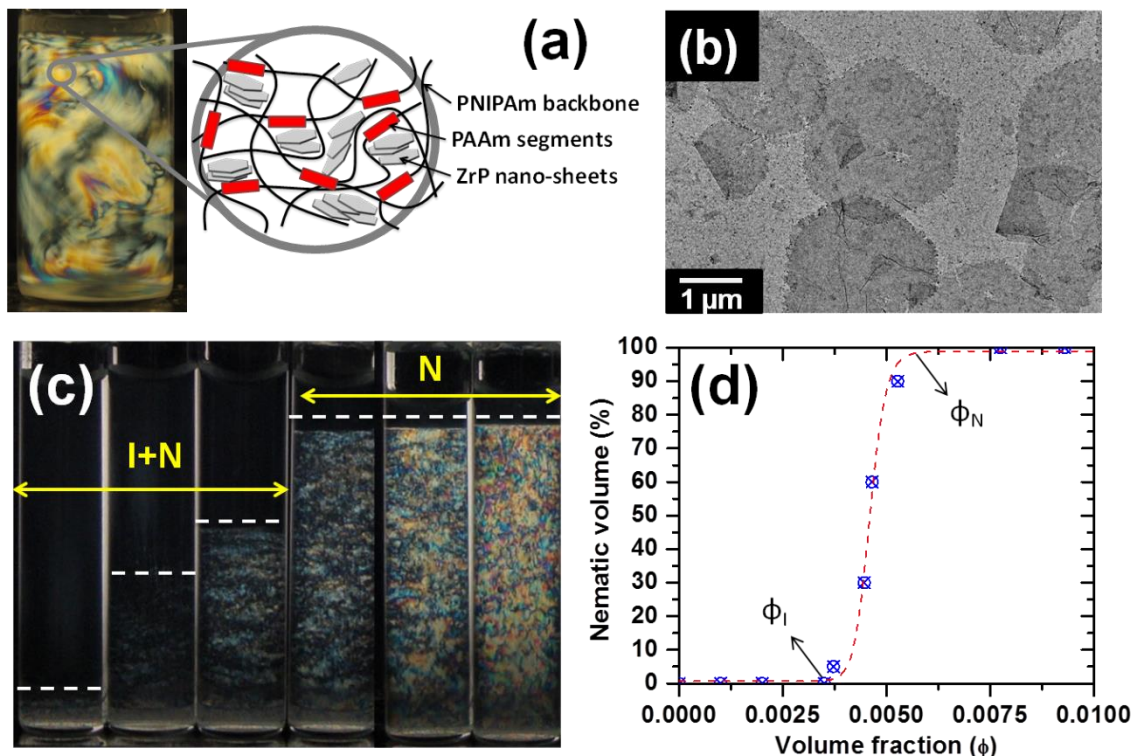 (a)
PNIPAm backbone
PAAm segments
ZrP nano-sheets
(b)
1 μm
(c)
I+N
N
(d)
100
90
80
70
60
50
40
30
20
10
0
Nematic volume (%)
ϕN
ϕI
0.0000 0.0025 0.0050 0.0075 0.0100
Volume fraction (ϕ)